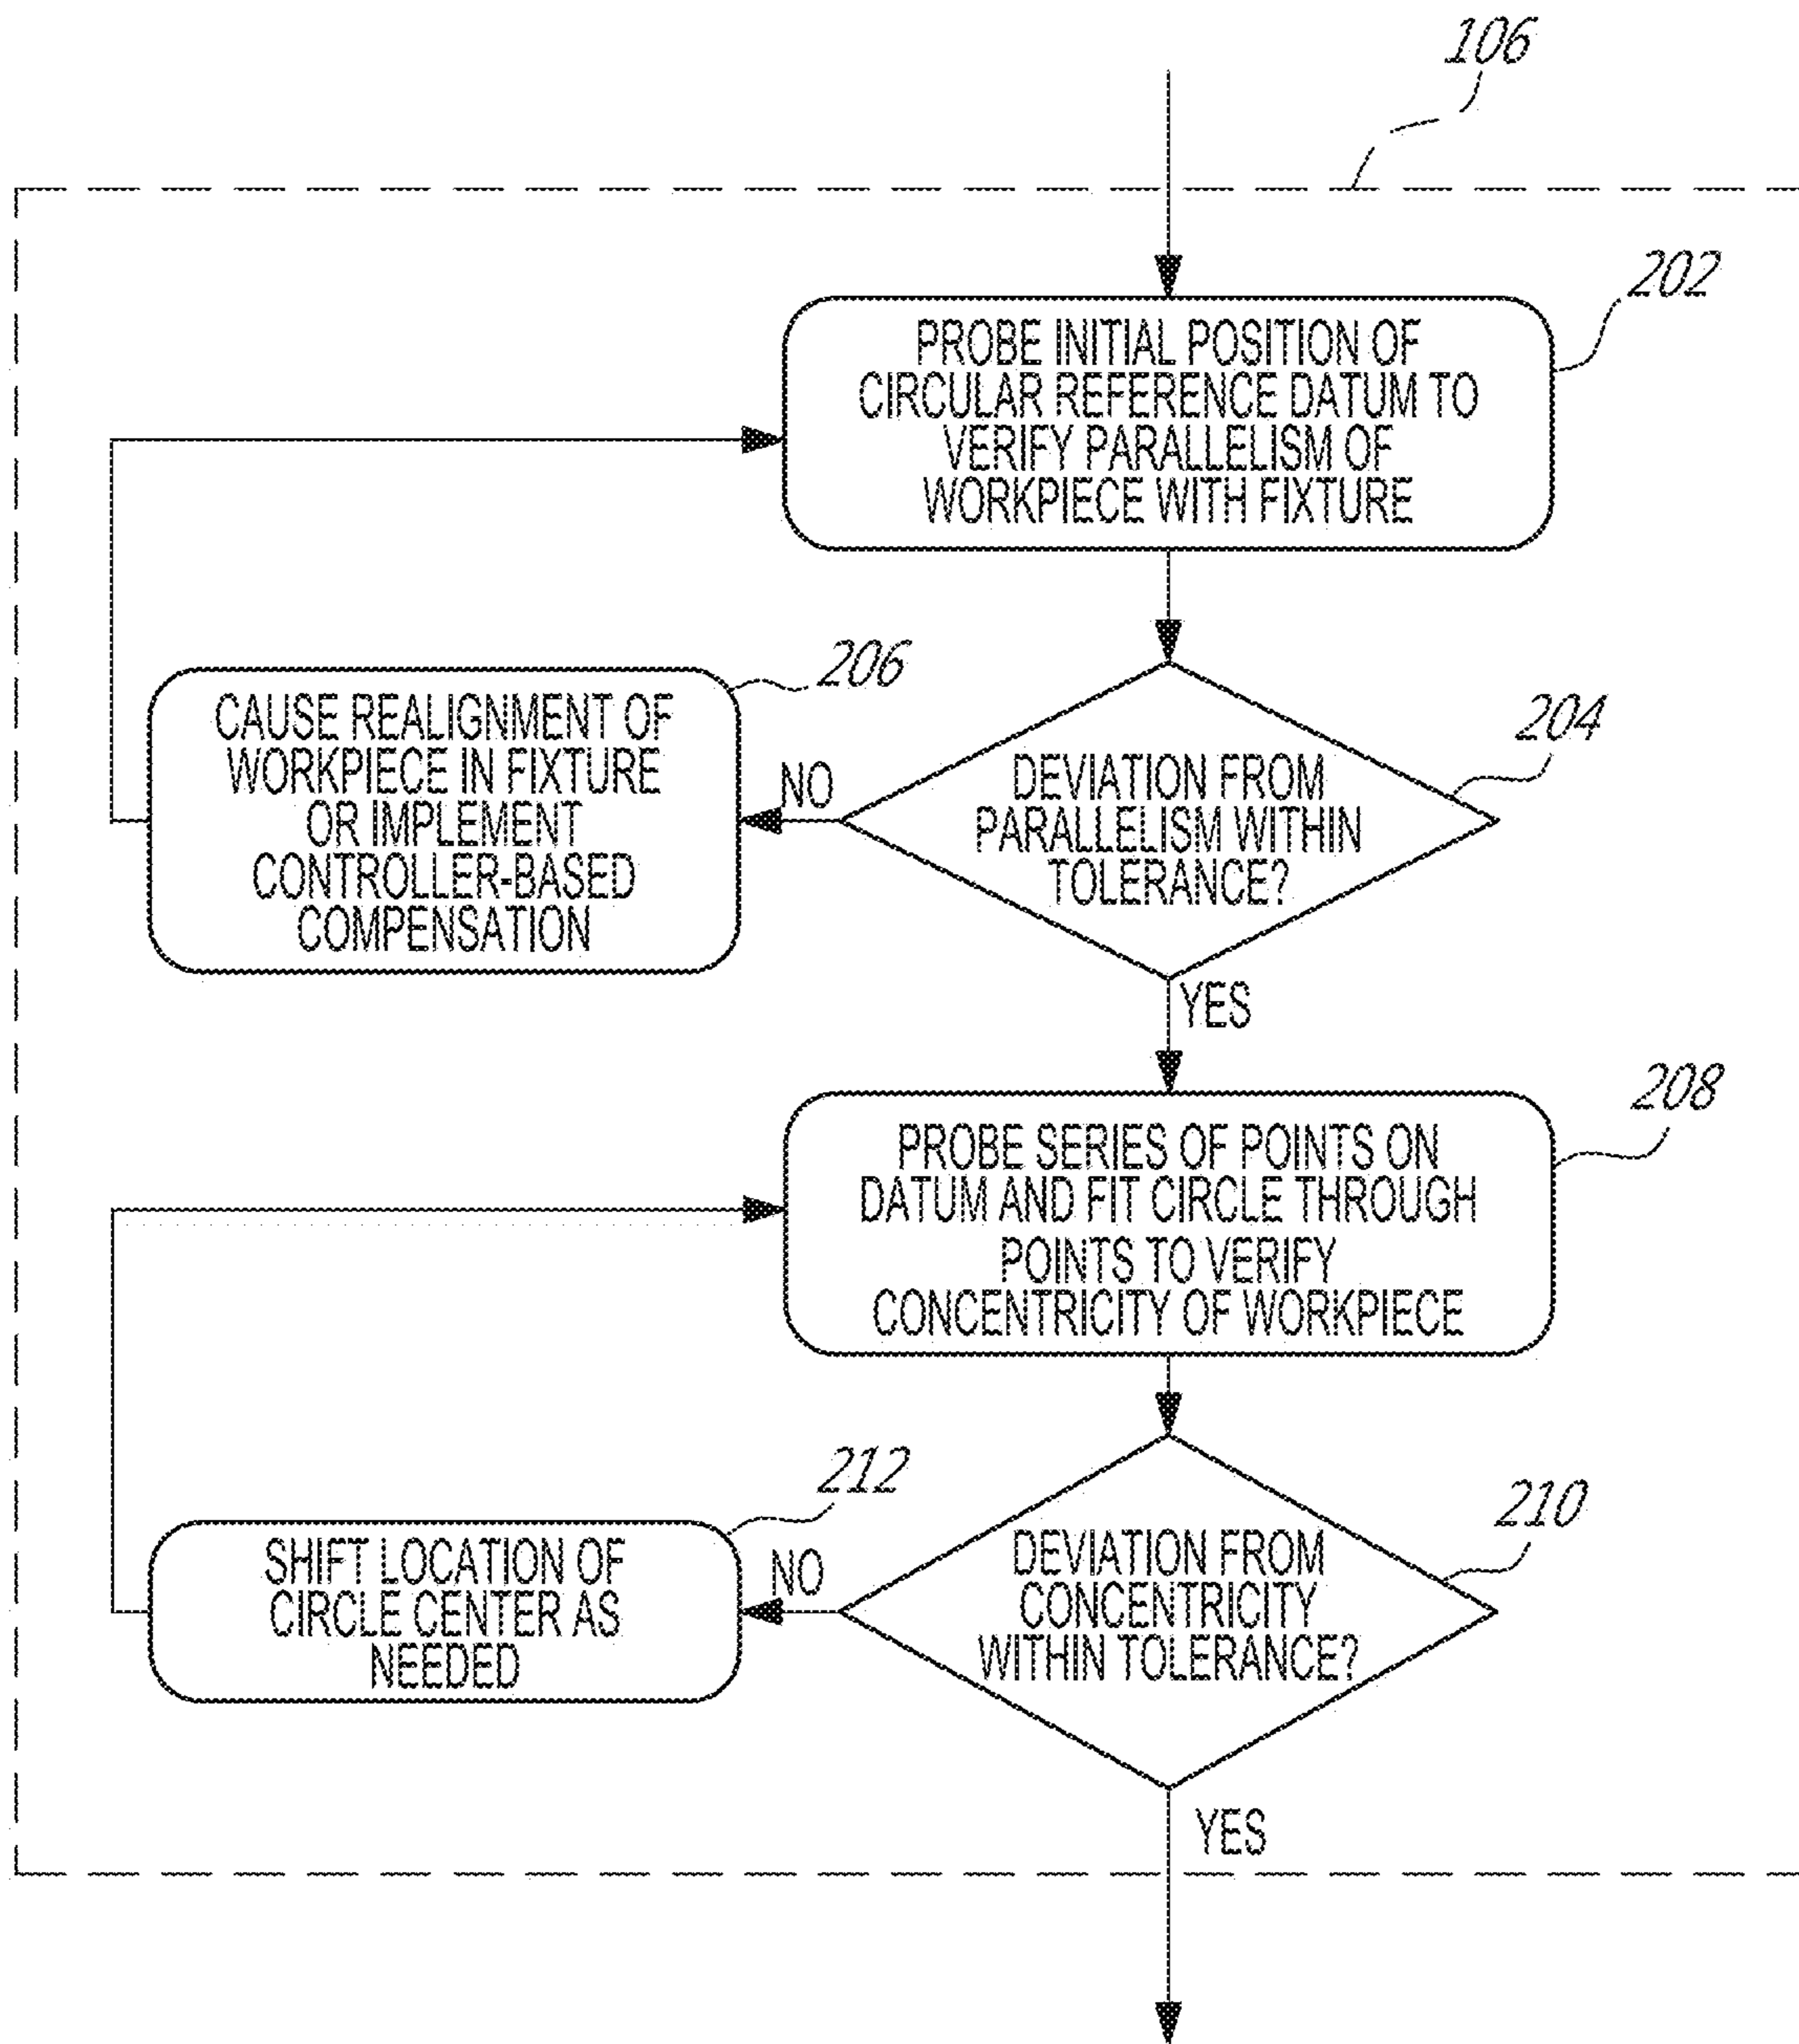 106
202
PROBE INITIAL POSITION OF
CIRCULAR REFERENCE DATUM TO
VERIFY PARALLELISM OF
WORKPIECE WITH FIXTURE
206
CAUSE REALIGNMENT OF
WORKPIECE IN FIXTURE
OR IMPLEMENT
CONTROLLER-BASED
COMPENSATION
NO
204
DEVIATION FROM
PARALLELISM WITHIN
TOLERANCE?
YES
208
PROBE SERIES OF POINTS ON
DATUM AND FIT CIRCLE THROUGH
POINTS TO VERIFY
CONCENTRICITY OF WORKPIECE
212
SHIFT LOCATION OF
CIRCLE CENTER AS
NEEDED
NO
210
DEVIATION FROM
CONCENTRICITY
WITHIN TOLERANCE?
YES